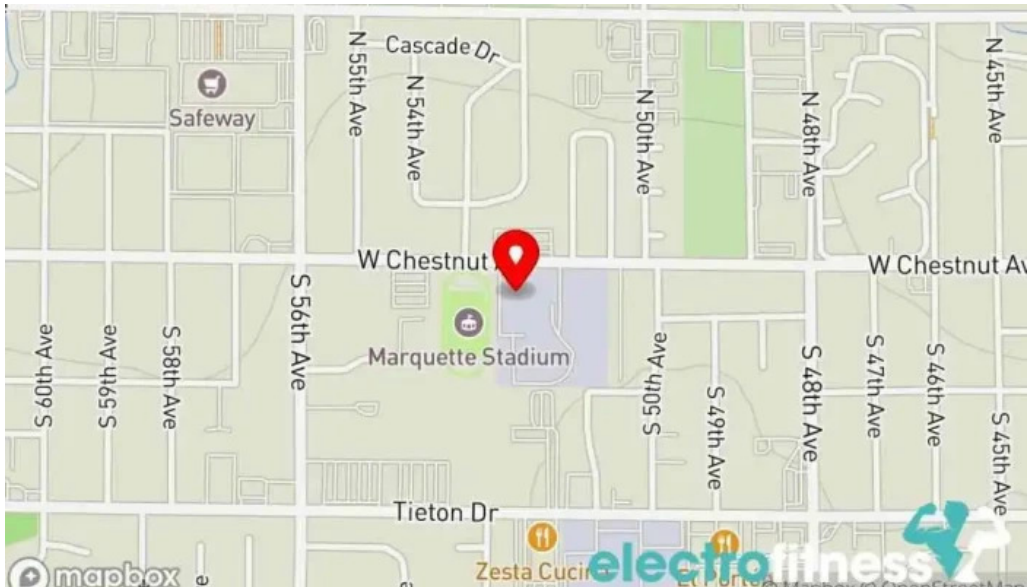 Cascade Dr
N 55th Ave
N 54th Ave
N 50th Ave
N 48th Ave
N 45th Ave
Safeway
W Chestnut
W Chestnut Av
S 60th Ave
S 59th Ave
S 58th Ave
S 56th Ave
Marquette Stadium
S 50th Ave
S 49th Ave
S 48th Ave
S 47th Ave
S 46th Ave
S 45th Ave
Tieton Dr
Zesta Cucin
electrofitness
mapbox